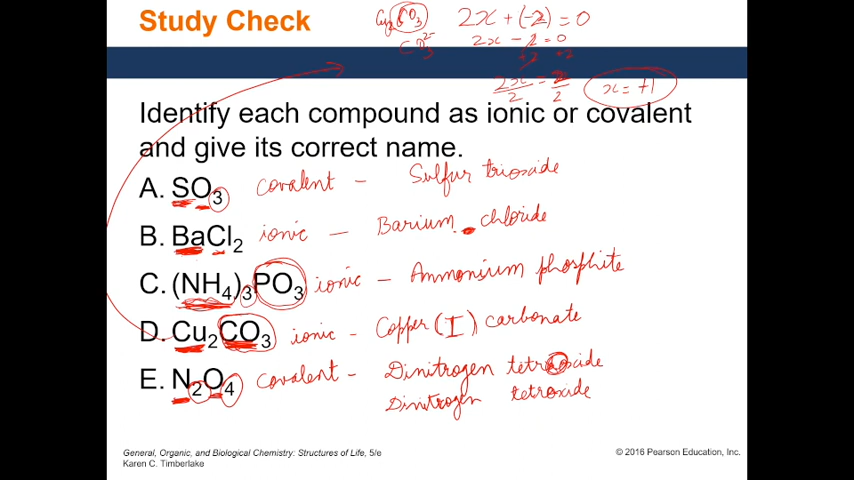 Study Check
Cu₂CO₃ 2x + (-2) = 0
CO₃²⁻ 2x - 2 = 0
+2 +2
2x/2 = 2/2 x = +1
Identify each compound as ionic or covalent
and give its correct name.
A. SO₃ covalent - Sulfur trioxide
B. BaCl₂ ionic - Barium chloride
C. (NH₄)₃PO₃ ionic - Ammonium phosphite
D. Cu₂CO₃ ionic - Copper (I) carbonate
E. N₂O₄ covalent - Dinitrogen tetroxide
Dinitrogen tetroxide
General, Organic, and Biological Chemistry: Structures of Life, 5/e
Karen C. Timberlake
© 2016 Pearson Education, Inc.